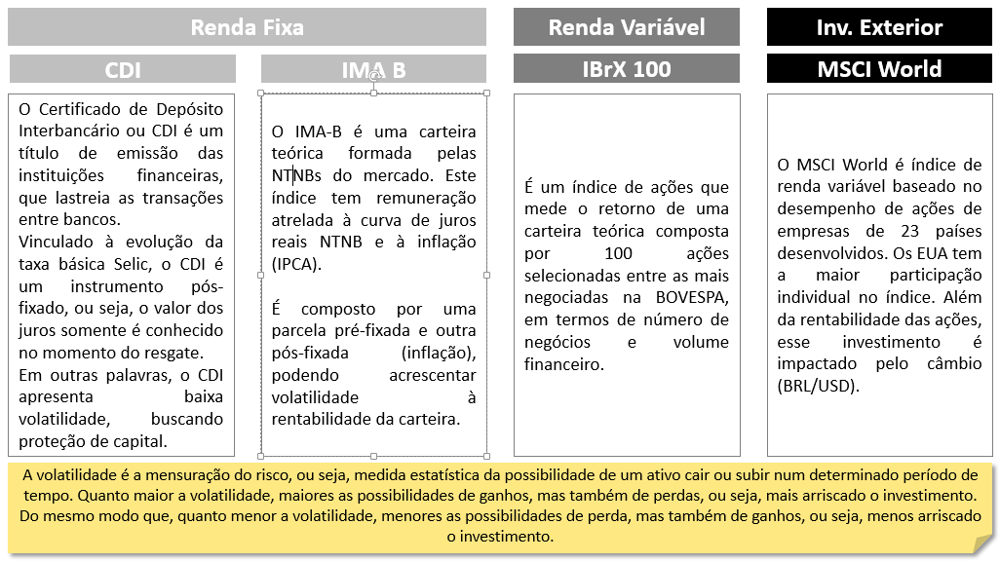 Renda Fixa
Renda Variável
Inv. Exterior
CDI
IMA B
IBrX 100
MSCI World
O Certificado de Depósito
Interbancário ou CDI é um
título de emissão das
instituições financeiras,
que lastreia as transações
entre bancos.
Vinculado à evolução da
taxa básica Selic, o CDI é
um instrumento pós-
fixado, ou seja, o valor dos
juros somente é conhecido
no momento do resgate.
Em outras palavras, o CDI
apresenta baixa
volatilidade, buscando
proteção de capital.
O IMA-B é uma carteira
teórica formada pelas
NTNBs do mercado. Este
índice tem remuneração
atrelada à curva de juros
reais NTNB e à inflação
(IPCA).
É composto por uma
parcela pré-fixada e outra
pós-fixada (inflação),
podendo acrescentar
volatilidade à
rentabilidade da carteira.
É um índice de ações que
mede o retorno de uma
carteira teórica composta
por 100 ações
selecionadas entre as mais
negociadas na BOVESPA,
em termos de número de
negócios e volume
financeiro.
O MSCI World é índice de
renda variável baseado no
desempenho de ações de
empresas de 23 países
desenvolvidos. Os EUA tem
a maior participação
individual no índice. Além
da rentabilidade das ações,
esse investimento é
impactado pelo câmbio
(BRL/USD).
A volatilidade é a mensuração do risco, ou seja, medida estatística da possibilidade de um ativo cair ou subir num determinado período de
tempo. Quanto maior a volatilidade, maiores as possibilidades de ganhos, mas também de perdas, ou seja, mais arriscado o investimento.
Do mesmo modo que, quanto menor a volatilidade, menores as possibilidades de perda, mas também de ganhos, ou seja, menos arriscado
o investimento.